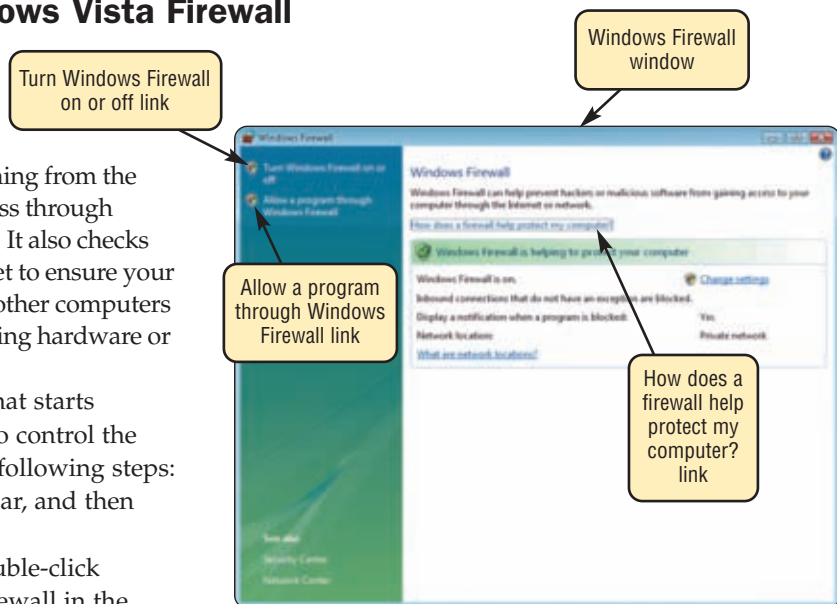 ows Vista Firewall
Windows Firewall
window
Turn Windows Firewall
on or off link
ning from the
ss through
It also checks
et to ensure your
other computers
ing hardware or
hat starts
o control the
following steps:
ar, and then
uble-click
ewall in the
Allow a program
through Windows
Firewall link
How does a
firewall help
protect my
computer?
link
Windows Firewall
Turn Windows Firewall on or
off
Allow a program through
Windows Firewall
See also
Security Center
Network Center
Windows Firewall
Windows Firewall can help prevent hackers or malicious software from gaining access to your
computer through the Internet or network.
How does a firewall help protect my computer?
Windows Firewall is helping to protect your computer
Windows Firewall is on. Change settings
Inbound connections that do not have an exception are blocked.
Display a notification when a program is blocked: Yes
Network location: Private network
What are network locations?